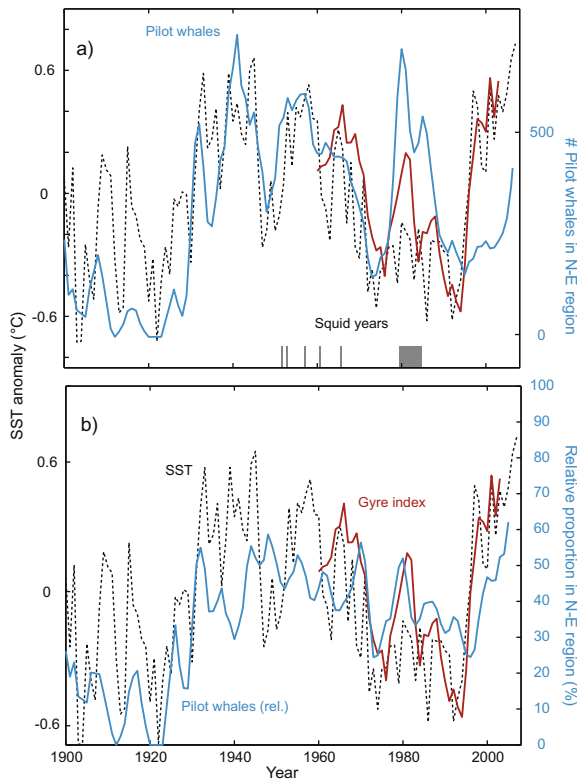 a)
Pilot whales
0.6
0
-0.6
500
0
Squid years
SST anomaly (°C)
# Pilot whales
in N-E region
b)
SST
Gyre index
Pilot whales (rel.)
0.6
0
-0.6
100
90
80
70
60
50
40
30
20
10
0
Relative proportion in N-E
region (%)
1900
1920
1940
1960
1980
2000
Year